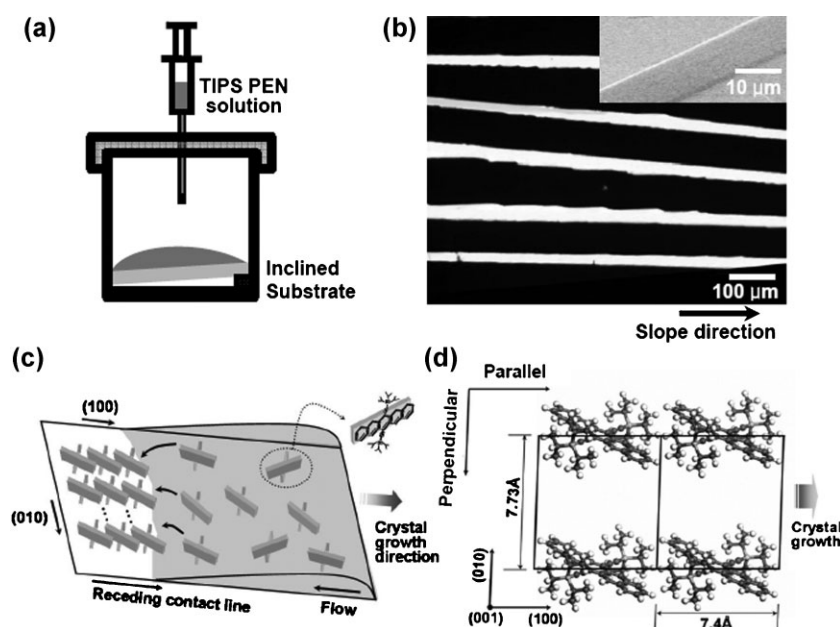 (a)
TIPS PEN
solution
Inclined
Substrate
(b)
10 µm
100 µm
Slope direction
(c)
(100)
(010)
Crystal
growth
direction
Receding contact line
Flow
(d)
Parallel
Perpendicular
7.73Å
Crystal
growth
(010)
(001)
(100)
7.4Å